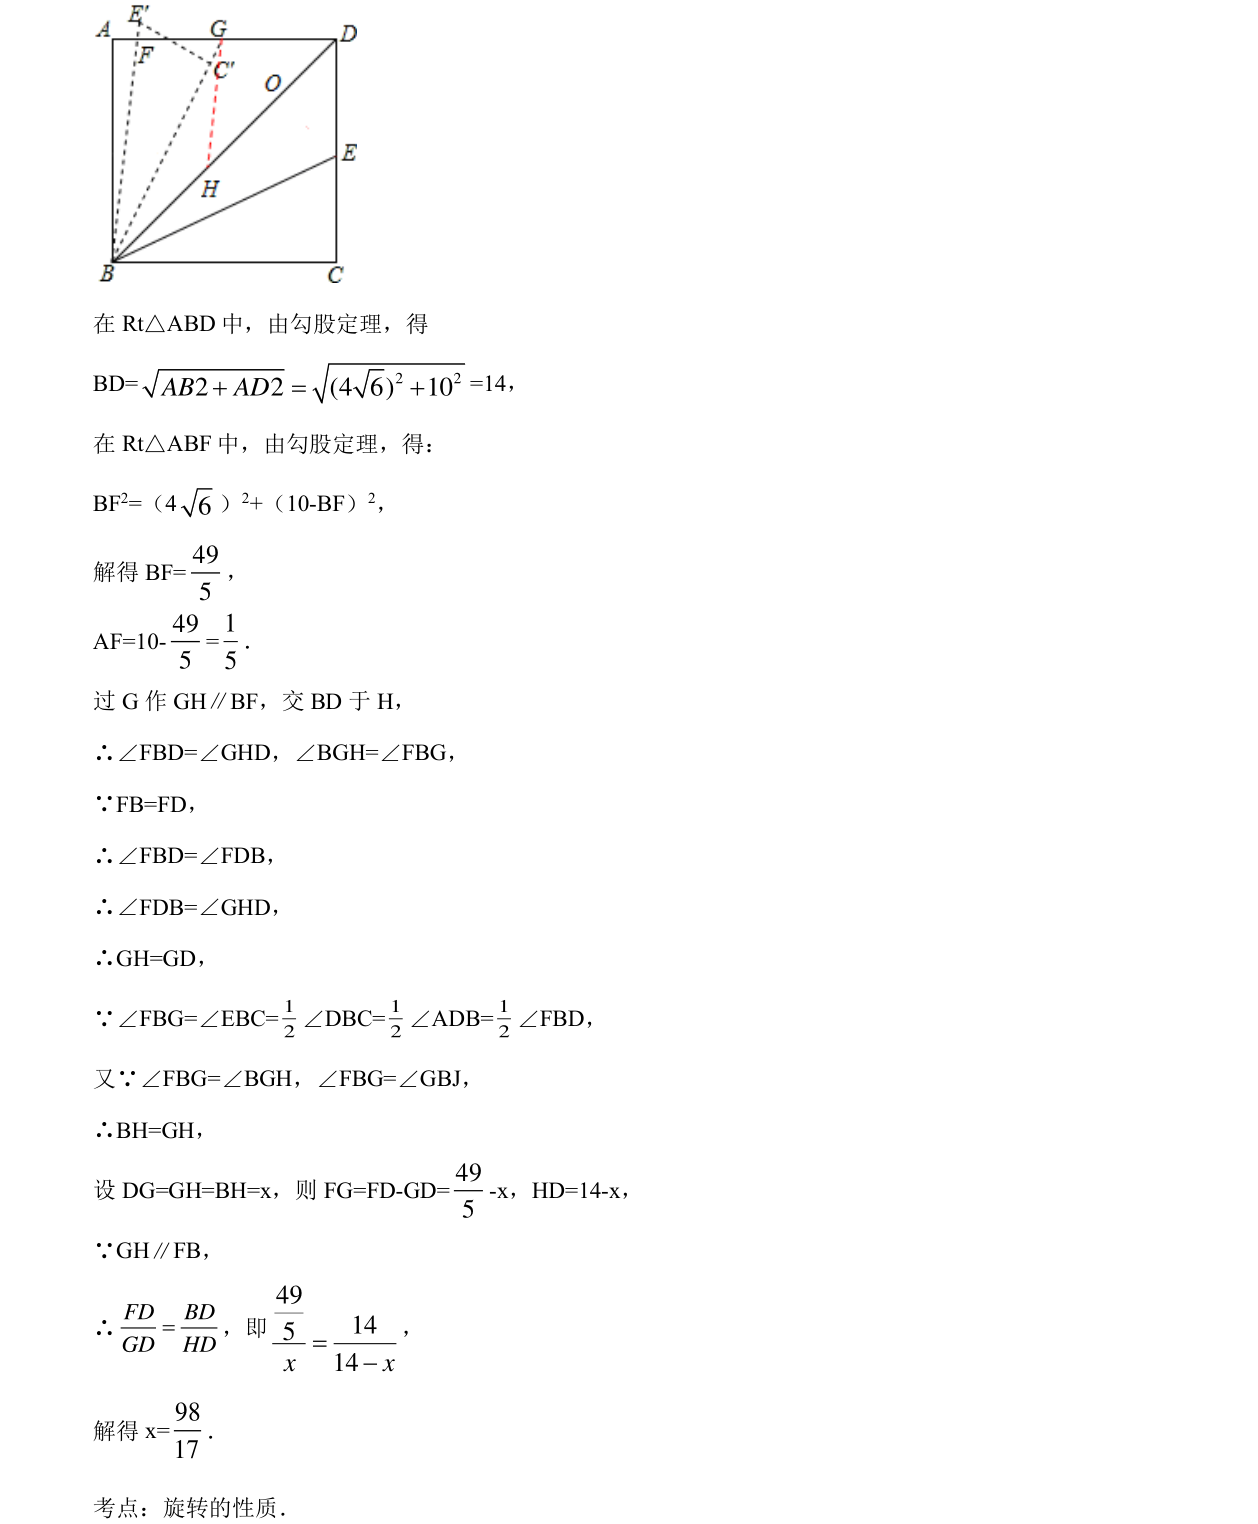 E′
A
G
D
F
C′
O
E
H
B
C
在 Rt△ABD 中，由勾股定理，得
BD=√(AB2+AD2)=√((4√6)²+10²)=14，
在 Rt△ABF 中，由勾股定理，得：
BF²=（4√6）²+（10-BF）²，
解得 BF=49/5，
AF=10-49/5=1/5．
过 G 作 GH∥BF，交 BD 于 H，
∴∠FBD=∠GHD，∠BGH=∠FBG，
∵FB=FD，
∴∠FBD=∠FDB，
∴∠FDB=∠GHD，
∴GH=GD，
∵∠FBG=∠EBC=1/2∠DBC=1/2∠ADB=1/2∠FBD，
又∵∠FBG=∠BGH，∠FBG=∠GBJ，
∴BH=GH，
设 DG=GH=BH=x，则 FG=FD-GD=49/5-x，HD=14-x，
∵GH∥FB，
∴FD/GD=BD/HD，即(49/5)/x=14/(14-x)，
解得 x=98/17．
考点：旋转的性质．